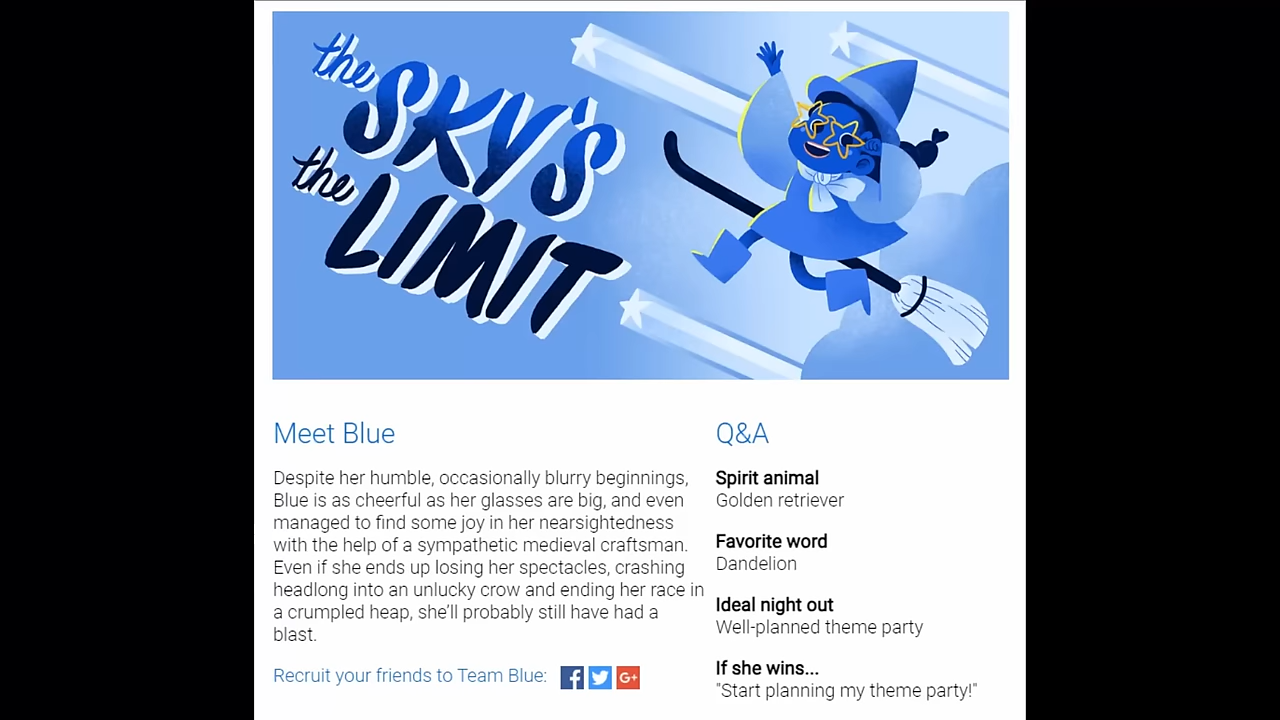 the
SKY'S
the
LIMIT
Meet Blue
Despite her humble, occasionally blurry beginnings,
Blue is as cheerful as her glasses are big, and even
managed to find some joy in her nearsightedness
with the help of a sympathetic medieval craftsman.
Even if she ends up losing her spectacles, crashing
headlong into an unlucky crow and ending her race in
a crumpled heap, she’ll probably still have had a
blast.
Recruit your friends to Team Blue:
f
G+
Q&A
Spirit animal
Golden retriever
Favorite word
Dandelion
Ideal night out
Well-planned theme party
If she wins...
"Start planning my theme party!"